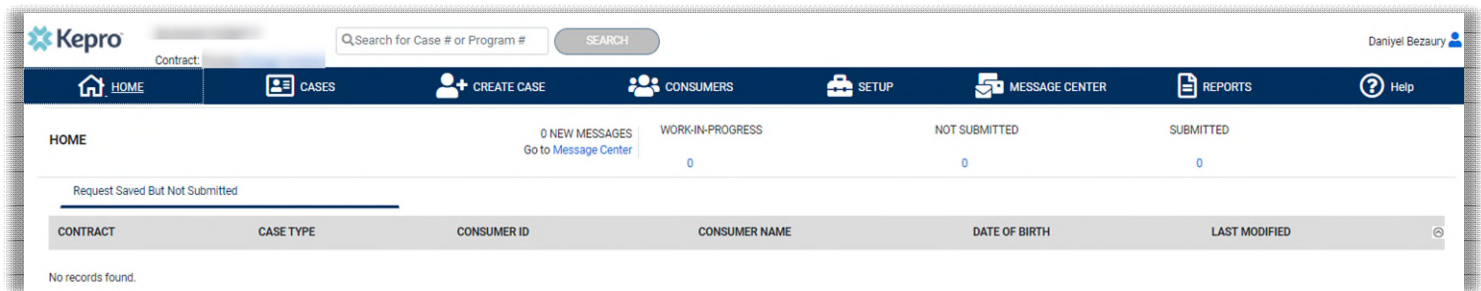 Kepro
Search for Case # or Program #
SEARCH
Daniyel Bezaury
Contract:
HOME
CASES
CREATE CASE
CONSUMERS
SETUP
MESSAGE CENTER
REPORTS
Help
HOME
0 NEW MESSAGES
Go to Message Center
WORK-IN-PROGRESS
0
NOT SUBMITTED
0
SUBMITTED
0
Request Saved But Not Submitted
CONTRACT CASE TYPE CONSUMER ID CONSUMER NAME DATE OF BIRTH LAST MODIFIED
No records found.